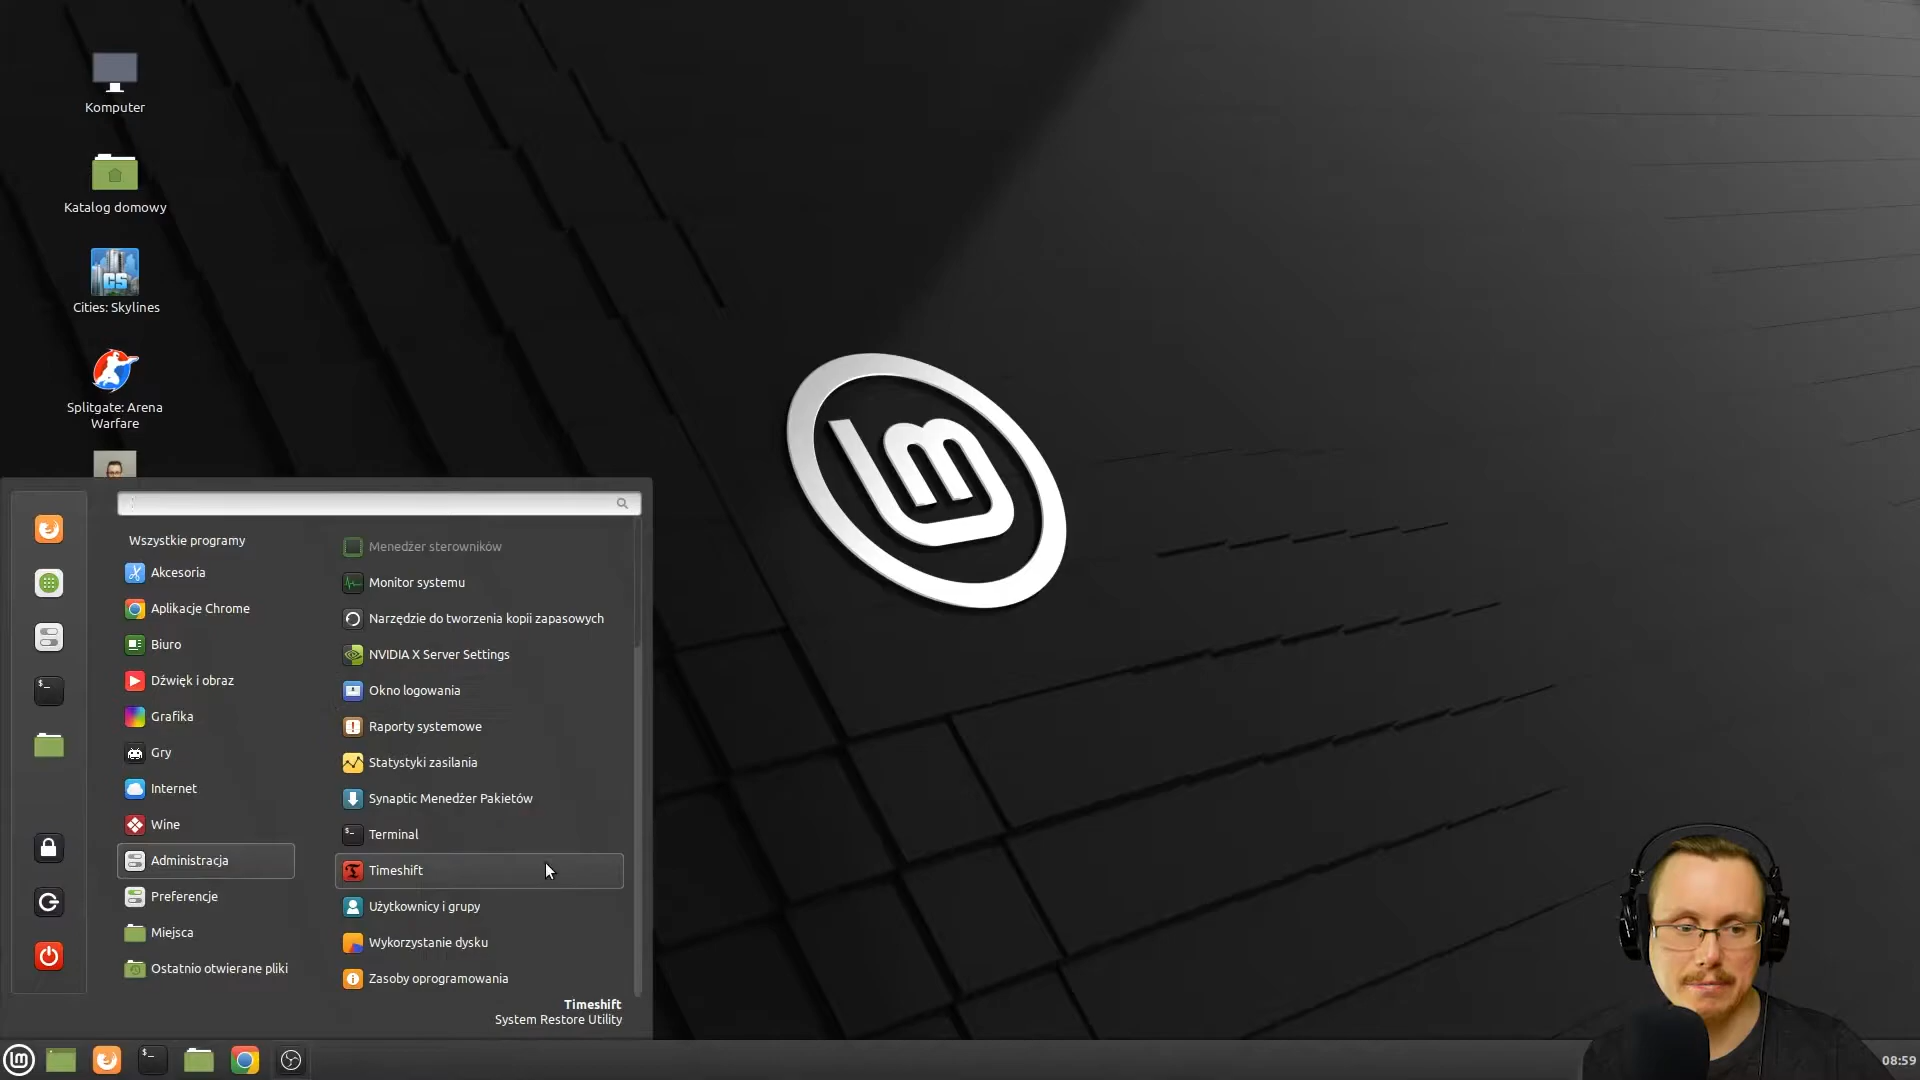 Komputer
Katalog domowy
CS
Cities: Skylines
Splitgate: Arena
Warfare
Wszystkie programy
Akcesoria
Aplikacje Chrome
Biuro
Dźwięk i obraz
Grafika
Gry
Internet
Wine
Administracja
Preferencje
Miejsca
Ostatnio otwierane pliki
Menedżer sterowników
Monitor systemu
Narzędzie do tworzenia kopii zapasowych
NVIDIA X Server Settings
Okno logowania
Raporty systemowe
Statystyki zasilania
Synaptic Menedżer Pakietów
Terminal
Timeshift
Użytkownicy i grupy
Wykorzystanie dysku
Zasoby oprogramowania
Timeshift
System Restore Utility
08:59